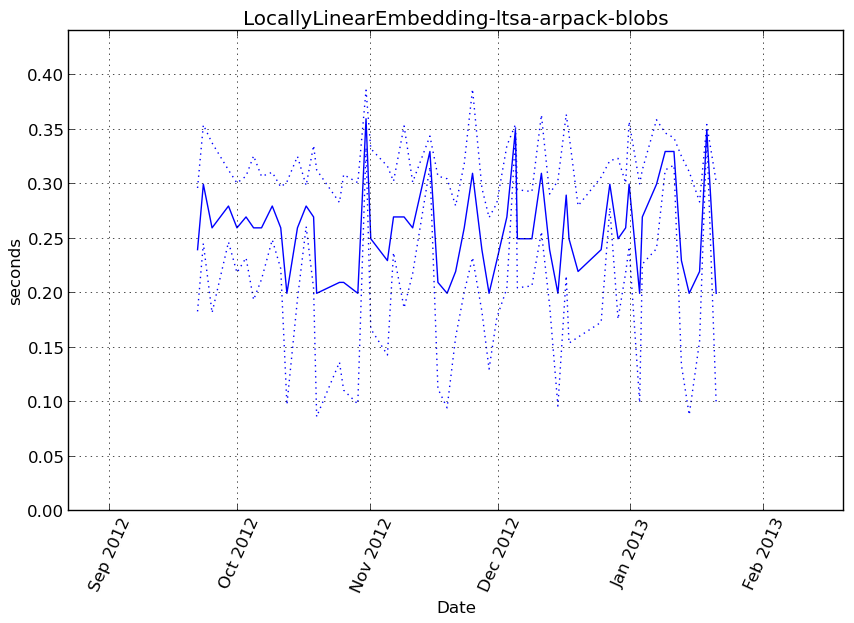 LocallyLinearEmbedding-ltsa-arpack-blobs
0.40
0.35
0.30
0.25
0.20
0.15
0.10
0.05
0.00
seconds
Sep 2012
Oct 2012
Nov 2012
Dec 2012
Jan 2013
Feb 2013
Date